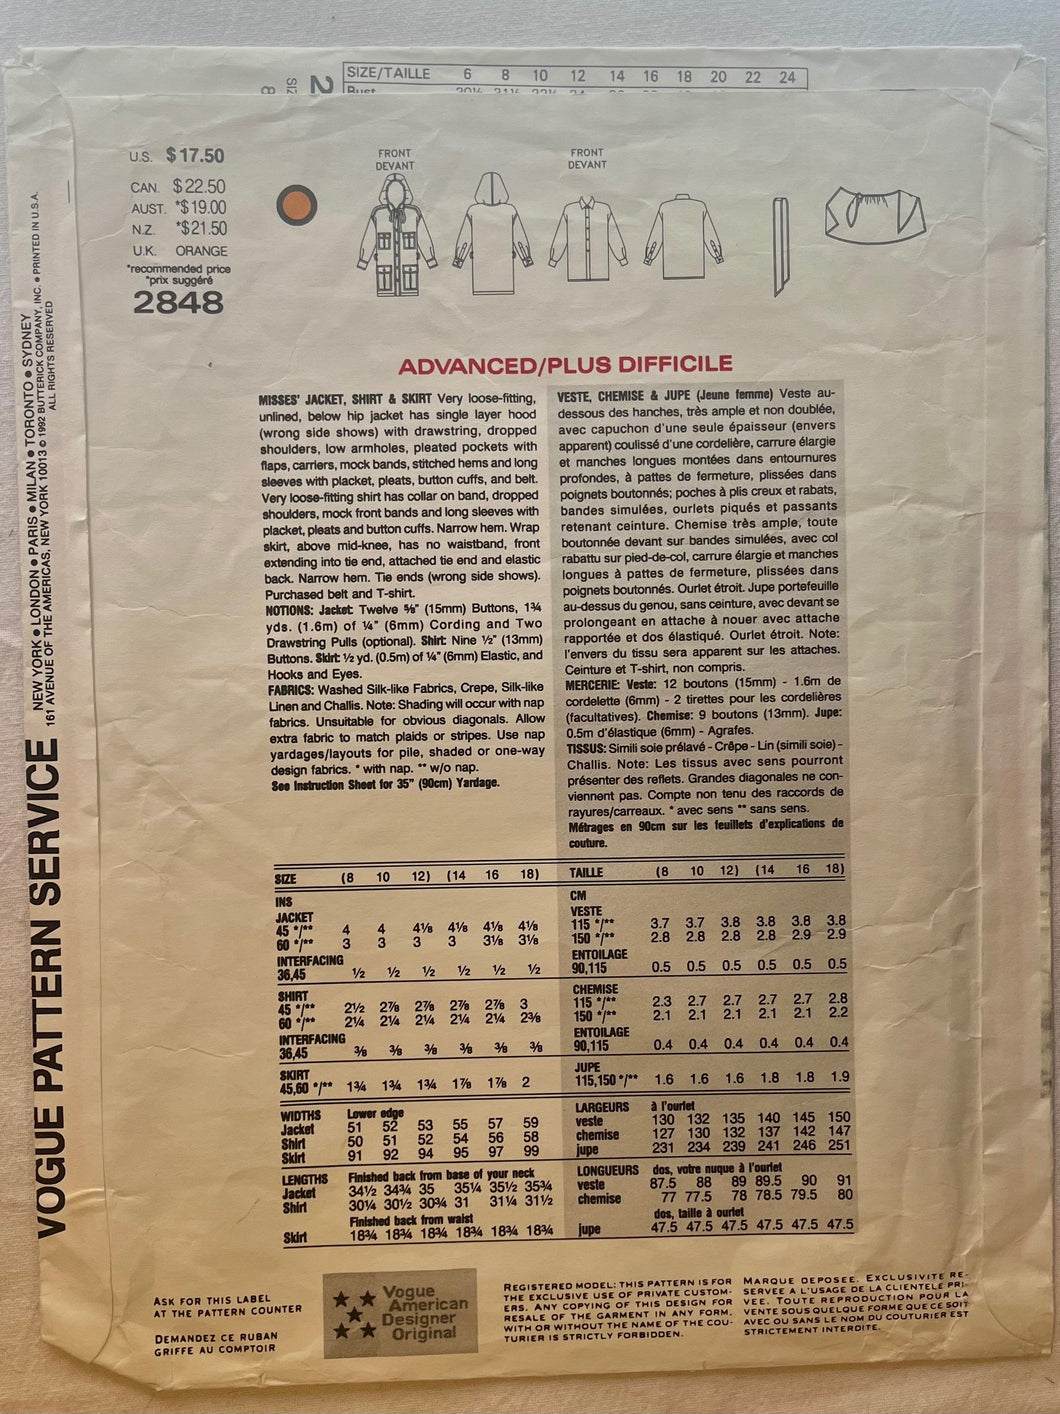 SIZE/TAILLE 6 8 10 12 14 16 18 20 22 24
Bust
2
SIZ
8
U.S. $17.50
CAN. $22.50
AUST. *$19.00
N.Z. *$21.50
U.K. ORANGE
*recommended price
*prix suggéré
2848
FRONT
DEVANT
FRONT
DEVANT
VOGUE PATTERN SERVICE
NEW YORK ● LONDON ● PARIS ● MILAN ● TORONTO ● SYDNEY
161 AVENUE OF THE AMERICAS, NEW YORK 10013 © 1992 BUTTERICK COMPANY, INC. ● PRINTED IN U.S.A.
ALL RIGHTS RESERVED
ADVANCED/PLUS DIFFICILE
MISSES' JACKET, SHIRT & SKIRT Very loose-fitting,
unlined, below hip jacket has single layer hood
(wrong side shows) with drawstring, dropped
shoulders, low armholes, pleated pockets with
flaps, carriers, mock bands, stitched hems and long
sleeves with placket, pleats, button cuffs, and belt.
Very loose-fitting shirt has collar on band, dropped
shoulders, mock front bands and long sleeves with
placket, pleats and button cuffs. Narrow hem. Wrap
skirt, above mid-knee, has no waistband, front
extending into tie end, attached tie end and elastic
back. Narrow hem. Tie ends (wrong side shows).
Purchased belt and T-shirt.
NOTIONS: Jacket: Twelve ⅝" (15mm) Buttons, 1¾
yds. (1.6m) of ¼" (6mm) Cording and Two
Drawstring Pulls (optional). Shirt: Nine ½" (13mm)
Buttons. Skirt: ½ yd. (0.5m) of ¼" (6mm) Elastic, and
Hooks and Eyes.
FABRICS: Washed Silk-like Fabrics, Crepe, Silk-like
Linen and Challis. Note: Shading will occur with nap
fabrics. Unsuitable for obvious diagonals. Allow
extra fabric to match plaids or stripes. Use nap
yardages/layouts for pile, shaded or one-way
design fabrics. * with nap. ** w/o nap.
See Instruction Sheet for 35" (90cm) Yardage.
VESTE, CHEMISE & JUPE (Jeune femme) Veste au-
dessous des hanches, très ample et non doublée,
avec capuchon d'une seule épaisseur (envers
apparent) coulissé d'une cordelière, carrure élargie
et manches longues montées dans entournures
profondes, à pattes de fermeture, plissées dans
poignets boutonnés; poches à plis creux et rabats,
bandes simulées, ourlets piqués et passants
retenant ceinture. Chemise très ample, toute
boutonnée devant sur bandes simulées, avec col
rabattu sur pied-de-col, carrure élargie et manches
longues à pattes de fermeture, plissées dans
poignets boutonnés. Ourlet étroit. Jupe portefeuille
au-dessus du genou, sans ceinture, avec devant se
prolongeant en attache à nouer avec attache
rapportée et dos élastiqué. Ourlet étroit. Note:
l'envers du tissu sera apparent sur les attaches.
Ceinture et T-shirt, non compris.
MERCERIE: Veste: 12 boutons (15mm) - 1.6m de
cordelette (6mm) - 2 tirettes pour les cordelières
(facultatives). Chemise: 9 boutons (13mm). Jupe:
0.5m d'élastique (6mm) - Agrafes.
TISSUS: Simili soie prélavé - Crêpe - Lin (simili soie) -
Challis. Note: Les tissus avec sens pourront
présenter des reflets. Grandes diagonales ne con-
viennent pas. Compte non tenu des raccords de
rayures/carreaux. * avec sens ** sans sens.
Métrages en 90cm sur les feuillets d'explications de
couture.
SIZE (8 10 12) (14 16 18)
INS
JACKET
45 */** 4 4 4⅛ 4⅛ 4⅛ 4⅛
60 */** 3 3 3 3 3⅛ 3⅛
INTERFACING
36,45 ½ ½ ½ ½ ½ ½
SHIRT
45 */** 2½ 2⅞ 2⅞ 2⅞ 2⅞ 3
60 */** 2¼ 2¼ 2¼ 2¼ 2¼ 2⅜
INTERFACING
36,45 ⅜ ⅜ ⅜ ⅜ ⅜ ⅜
SKIRT
45,60 */** 1¾ 1¾ 1¾ 1⅞ 1⅞ 2
WIDTHS Lower edge
Jacket 51 52 53 55 57 59
Shirt 50 51 52 54 56 58
Skirt 91 92 94 95 97 99
LENGTHS Finished back from base of your neck
Jacket 34½ 34¾ 35 35¼ 35½ 35¾
Shirt 30¼ 30½ 30¾ 31 31¼ 31½
Finished back from waist
Skirt 18¾ 18¾ 18¾ 18¾ 18¾ 18¾
TAILLE (8 10 12) (14 16 18)
CM
VESTE
115 */** 3.7 3.7 3.8 3.8 3.8 3.8
150 */** 2.8 2.8 2.8 2.8 2.9 2.9
ENTOILAGE
90,115 0.5 0.5 0.5 0.5 0.5 0.5
CHEMISE
115 */** 2.3 2.7 2.7 2.7 2.7 2.8
150 */** 2.1 2.1 2.1 2.1 2.1 2.2
ENTOILAGE
90,115 0.4 0.4 0.4 0.4 0.4 0.4
JUPE
115,150 */** 1.6 1.6 1.6 1.8 1.8 1.9
LARGEURS à l'ourlet
veste 130 132 135 140 145 150
chemise 127 130 132 137 142 147
jupe 231 234 239 241 246 251
LONGUEURS dos, votre nuque à l'ourlet
veste 87.5 88 89 89.5 90 91
chemise 77 77.5 78 78.5 79.5 80
dos, taille à ourlet
jupe 47.5 47.5 47.5 47.5 47.5 47.5
ASK FOR THIS LABEL
AT THE PATTERN COUNTER
DEMANDEZ CE RUBAN
GRIFFE AU COMPTOIR
Vogue
American
Designer
Original
REGISTERED MODEL: THIS PATTERN IS FOR
THE EXCLUSIVE USE OF PRIVATE CUSTOM-
ERS. ANY COPYING OF THIS DESIGN FOR
RESALE OF THE GARMENT IN ANY FORM,
WITH OR WITHOUT THE NAME OF THE COU-
TURIER IS STRICTLY FORBIDDEN.
MARQUE DEPOSEE. EXCLUSIVITE RE-
SERVEE A L'USAGE DE LA CLIENTELE PRI-
VEE. TOUTE REPRODUCTION POUR LA
VENTE SOUS QUELQUE FORME QUE CE SOIT
AVEC OU SANS LE NOM DU COUTURIER EST
STRICTEMENT INTERDITE.